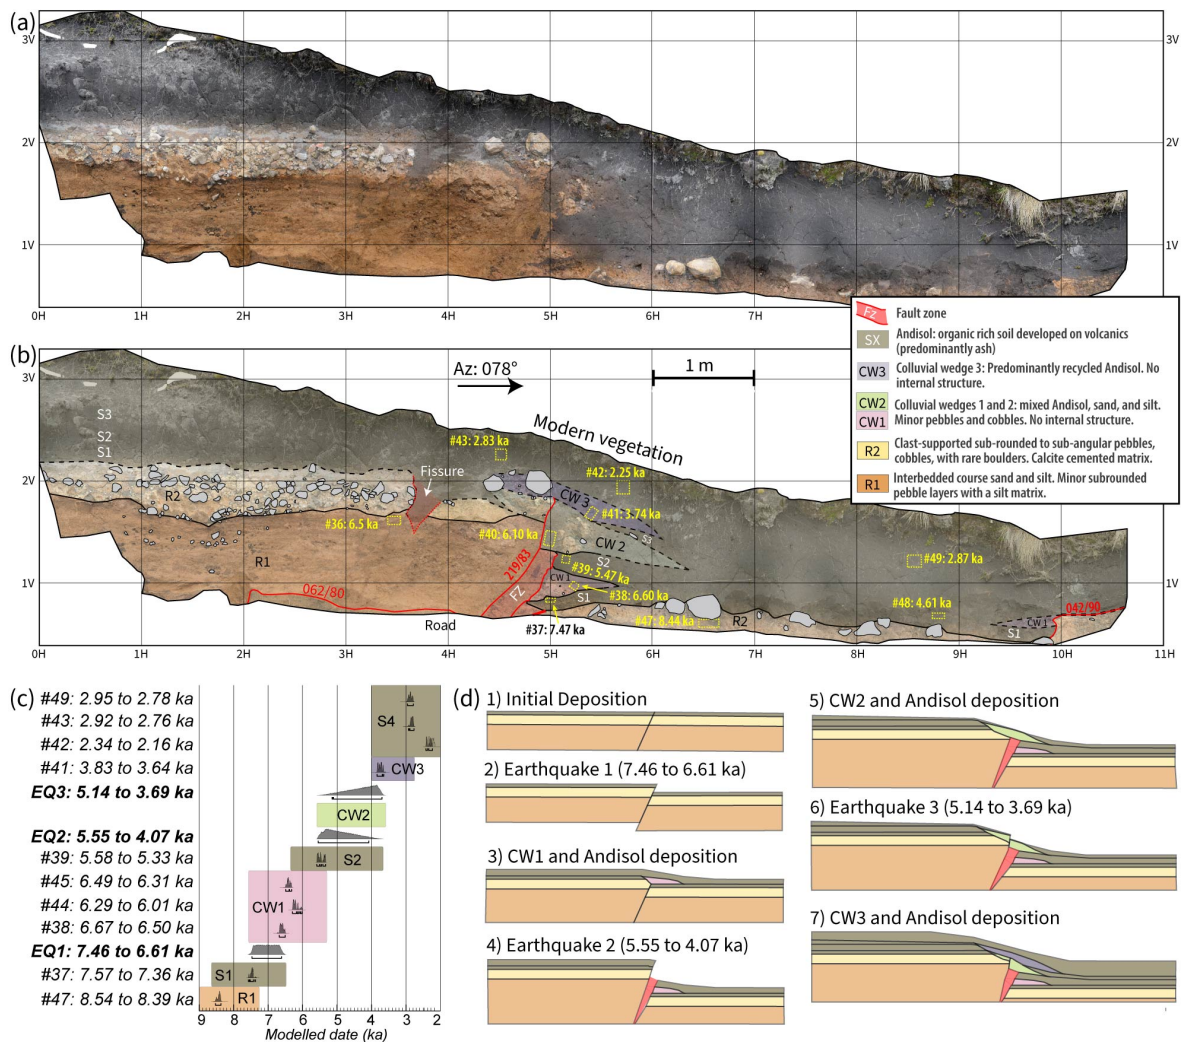 (a)
3V
3V
2V
2V
1V
1V
0H
1H
2H
3H
4H
5H
6H
7H
Fz
Fault zone
SX
Andisol: organic rich soil developed on volcanics
(predominantly ash)
CW3
Colluvial wedge 3: Predominantly recycled Andisol. No
internal structure.
CW2
CW1
Colluvial wedges 1 and 2: mixed Andisol, sand, and silt.
Minor pebbles and cobbles. No internal structure.
R2
Clast-supported sub-rounded to sub-angular pebbles,
cobbles, with rare boulders. Calcite cemented matrix.
R1
Interbedded course sand and silt. Minor subrounded
pebble layers with a silt matrix.
(b)
Az: 078°
1 m
3V
2V
1V
1V
S3
S2
S1
R2
R1
Modern vegetation
Fissure
#43: 2.83 ka
#42: 2.25 ka
CW 3
#41: 3.74 ka
S3
#36: 6.5 ka
#40: 6.10 ka
CW 2
S2
#39: 5.47 ka
219/83
Fz
CW 1
#38: 6.60 ka
S1
#37: 7.47 ka
#47: 8.44 ka
R2
#49: 2.87 ka
#48: 4.61 ka
042/90
CW 1
S1
062/80
Road
0H
1H
2H
3H
4H
5H
6H
7H
8H
9H
10H
11H
(c)
#49: 2.95 to 2.78 ka
#43: 2.92 to 2.76 ka
#42: 2.34 to 2.16 ka
#41: 3.83 to 3.64 ka
EQ3: 5.14 to 3.69 ka
EQ2: 5.55 to 4.07 ka
#39: 5.58 to 5.33 ka
#45: 6.49 to 6.31 ka
#44: 6.29 to 6.01 ka
#38: 6.67 to 6.50 ka
EQ1: 7.46 to 6.61 ka
#37: 7.57 to 7.36 ka
#47: 8.54 to 8.39 ka
S4
CW3
CW2
S2
CW1
S1
R1
9 8 7 6 5 4 3 2
Modelled date (ka)
(d)
1) Initial Deposition
2) Earthquake 1 (7.46 to 6.61 ka)
3) CW1 and Andisol deposition
4) Earthquake 2 (5.55 to 4.07 ka)
5) CW2 and Andisol deposition
6) Earthquake 3 (5.14 to 3.69 ka)
7) CW3 and Andisol deposition